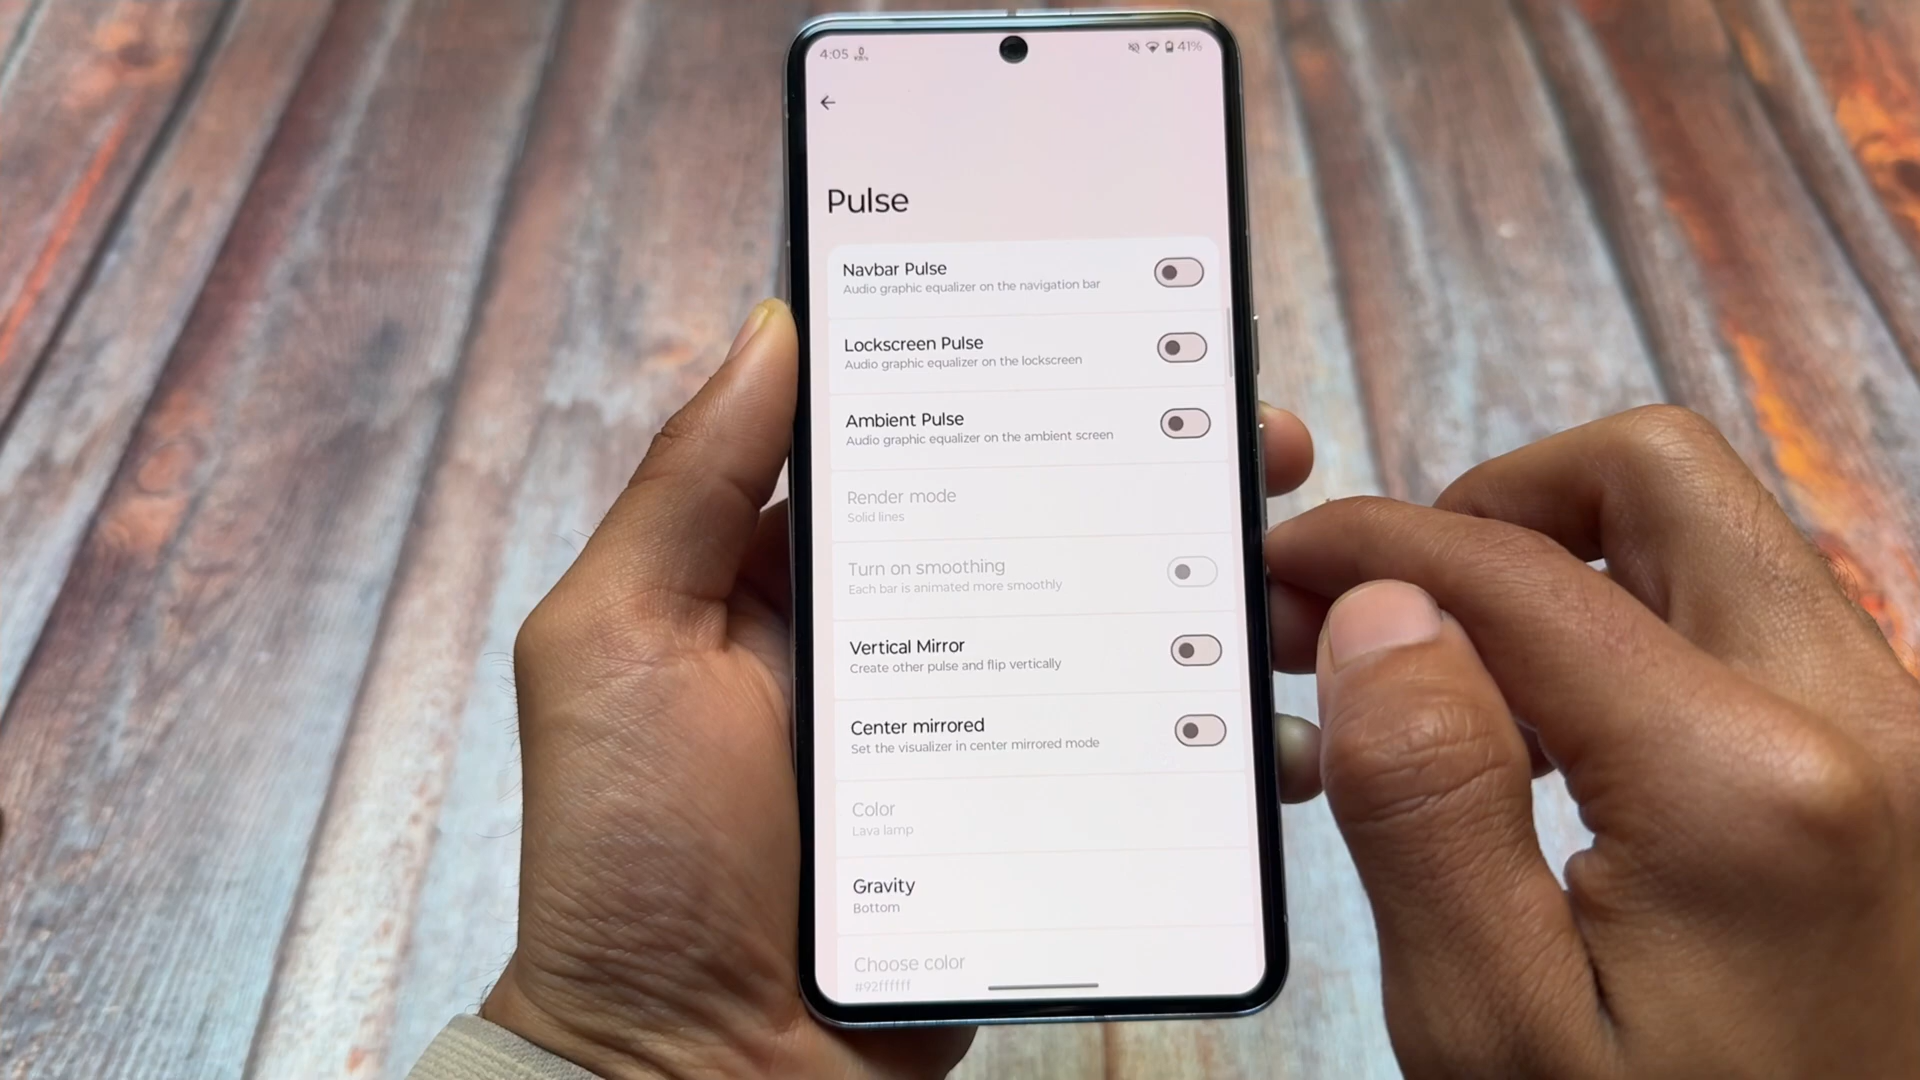 4:05
41%
Pulse
Navbar Pulse
Audio graphic equalizer on the navigation bar
Lockscreen Pulse
Audio graphic equalizer on the lockscreen
Ambient Pulse
Audio graphic equalizer on the ambient screen
Render mode
Solid lines
Turn on smoothing
Each bar is animated more smoothly
Vertical Mirror
Create other pulse and flip vertically
Center mirrored
Set the visualizer in center mirrored mode
Color
Lava lamp
Gravity
Bottom
Choose color
#92ffffff